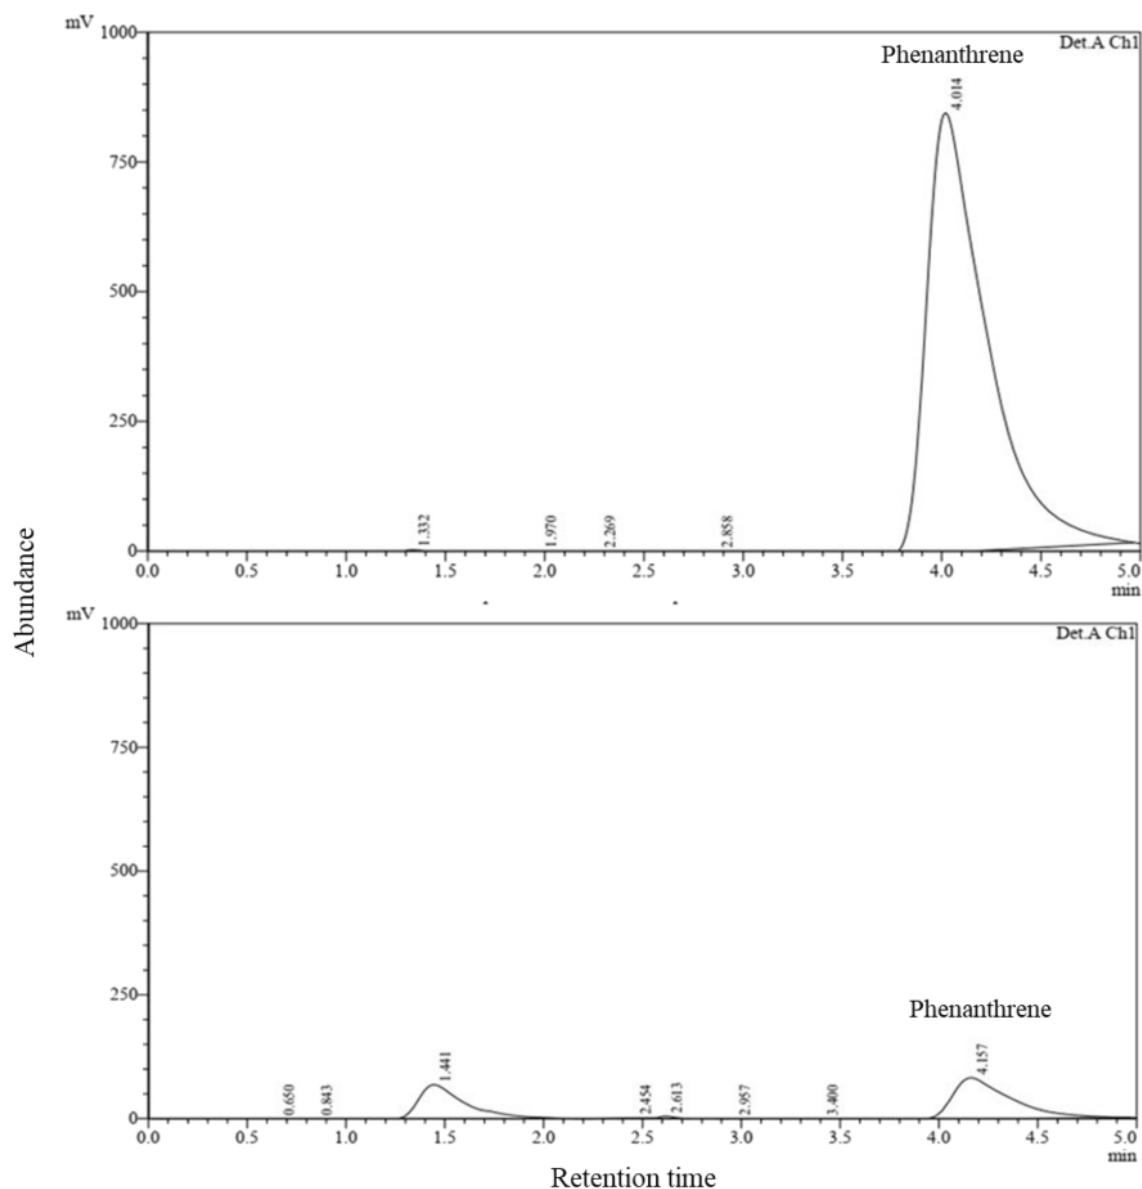 mV
1000
Det.A Ch1
Phenanthrene
4.014
750
500
250
1.332
1.970
2.269
2.858
0
0.0 0.5 1.0 1.5 2.0 2.5 3.0 3.5 4.0 4.5 5.0
min
Abundance
mV
1000
Det.A Ch1
750
500
250
Phenanthrene
0.650
0.843
1.441
2.454
2.613
2.957
3.400
4.157
0
0.0 0.5 1.0 1.5 2.0 2.5 3.0 3.5 4.0 4.5 5.0
min
Retention time